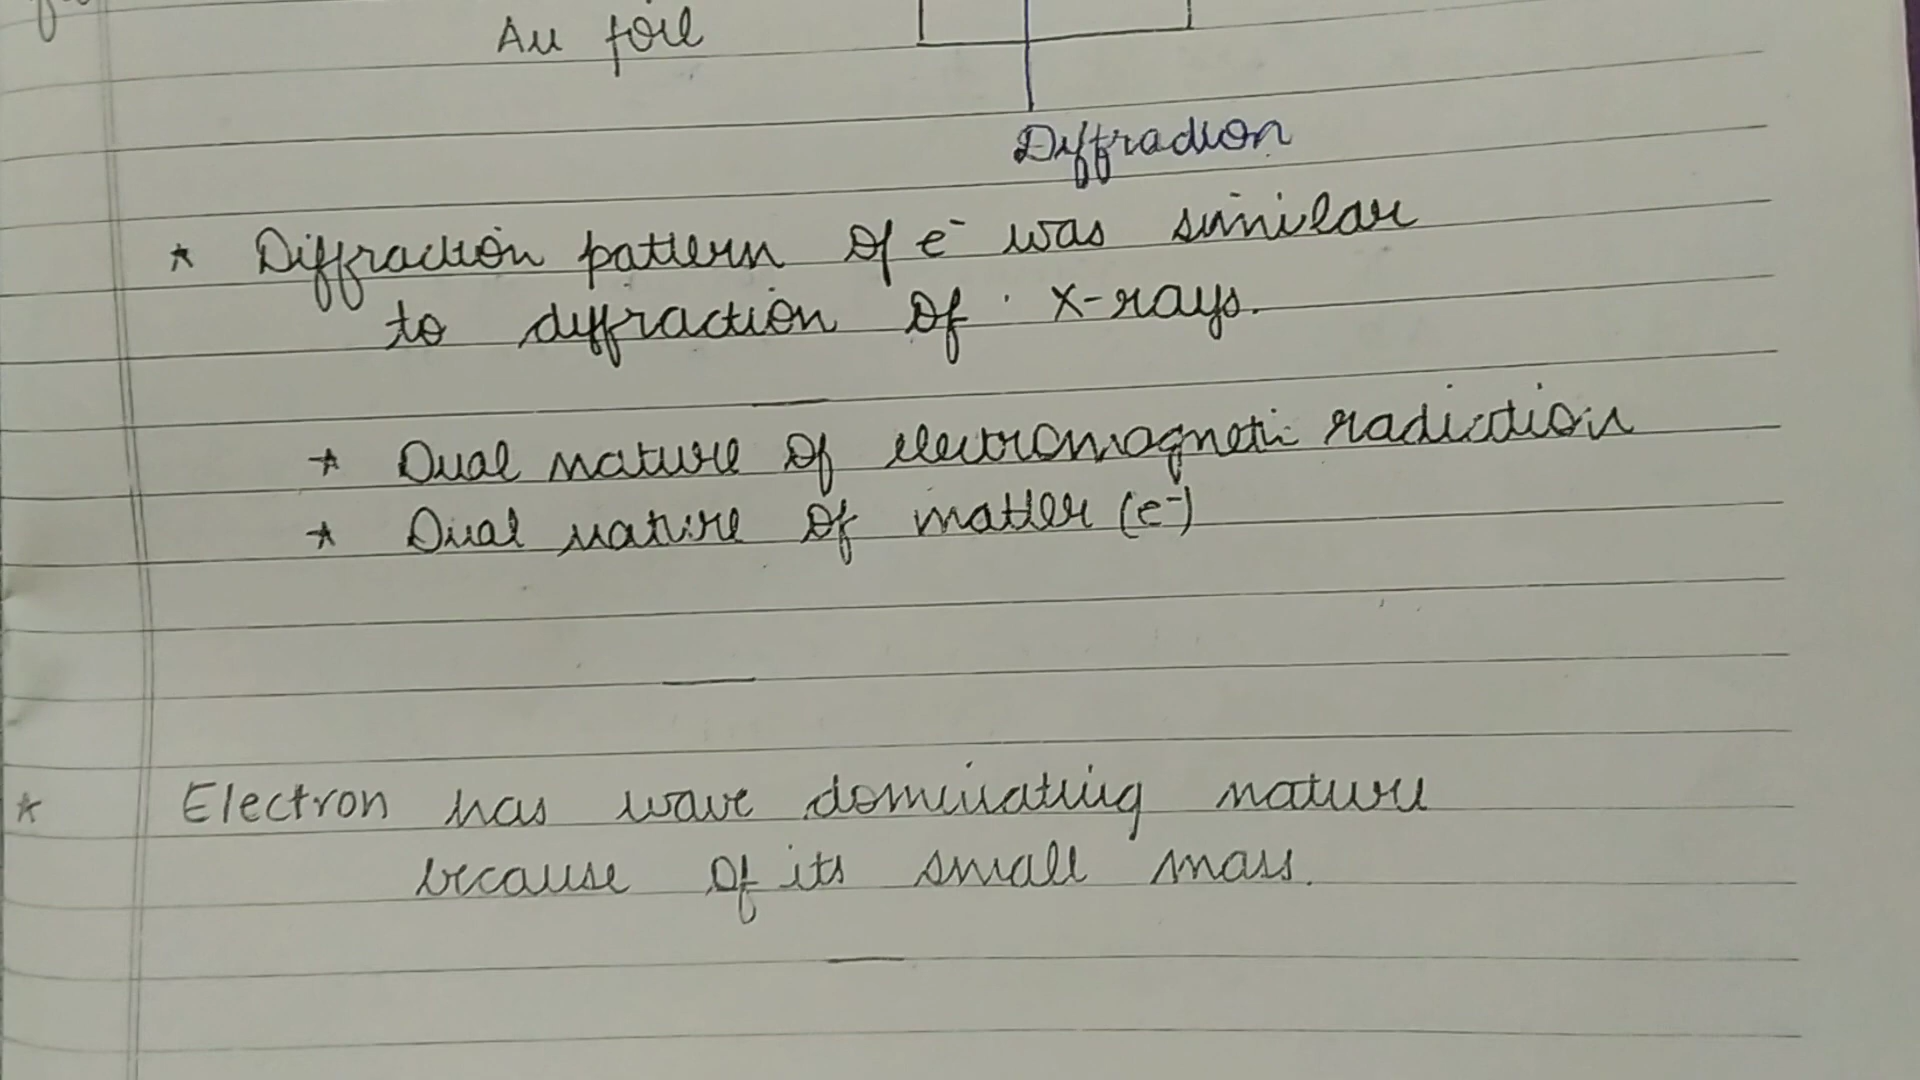 Au foil
Diffraction
* Diffraction pattern of e⁻ was similar
to diffraction of x-rays.
* Dual nature of electromagnetic radiation
* Dual nature of matter (e⁻)
* Electron has wave dominating nature
because of its small mass.